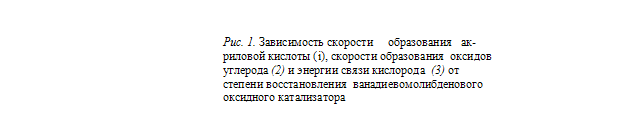 Рис. 1. Зависимость скорости образования ак-
риловой кислоты (i), скорости образования оксидов
углерода (2) и энергии связи кислорода (3) от
степени восстановления ванадиевомолибденового
оксидного катализатора